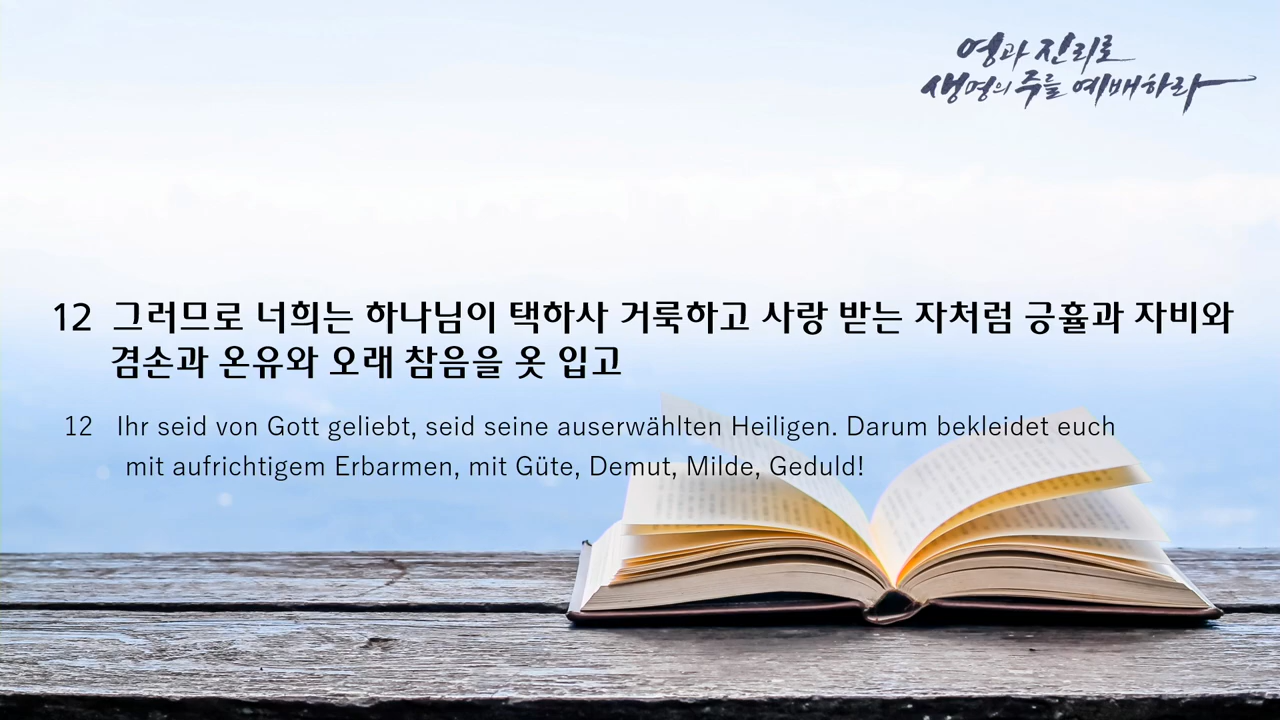 영과 진리로
생명의 주를 예배하라
12 그러므로 너희는 하나님이 택하사 거룩하고 사랑 받는 자처럼 긍휼과 자비와
겸손과 온유와 오래 참음을 옷 입고
12 Ihr seid von Gott geliebt, seid seine auserwählten Heiligen. Darum bekleidet euch
mit aufrichtigem Erbarmen, mit Güte, Demut, Milde, Geduld!